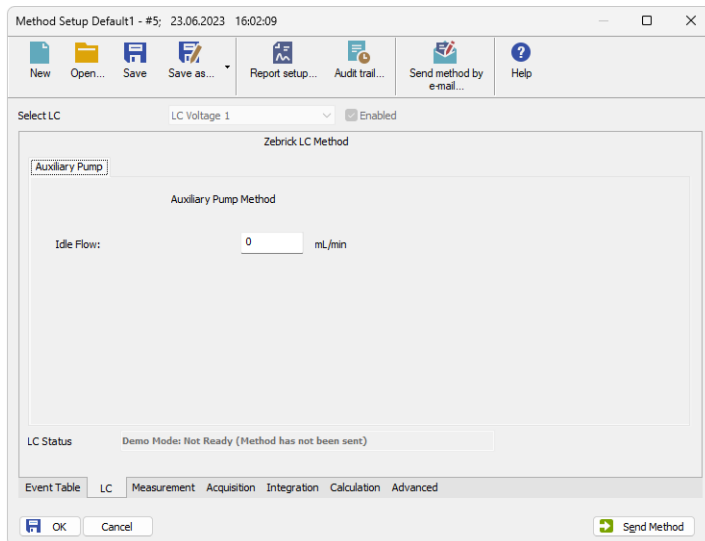 Method Setup Default1 - #5;  23.06.2023   16:02:09
New Open... Save Save as... Report setup... Audit trail... Send method by e-mail... Help
Select LC LC Voltage 1 Enabled
Zebrick LC Method
Auxiliary Pump
Auxiliary Pump Method
Idle Flow: 0 mL/min
LC Status Demo Mode: Not Ready (Method has not been sent)
Event Table LC Measurement Acquisition Integration Calculation Advanced
OK Cancel Send Method